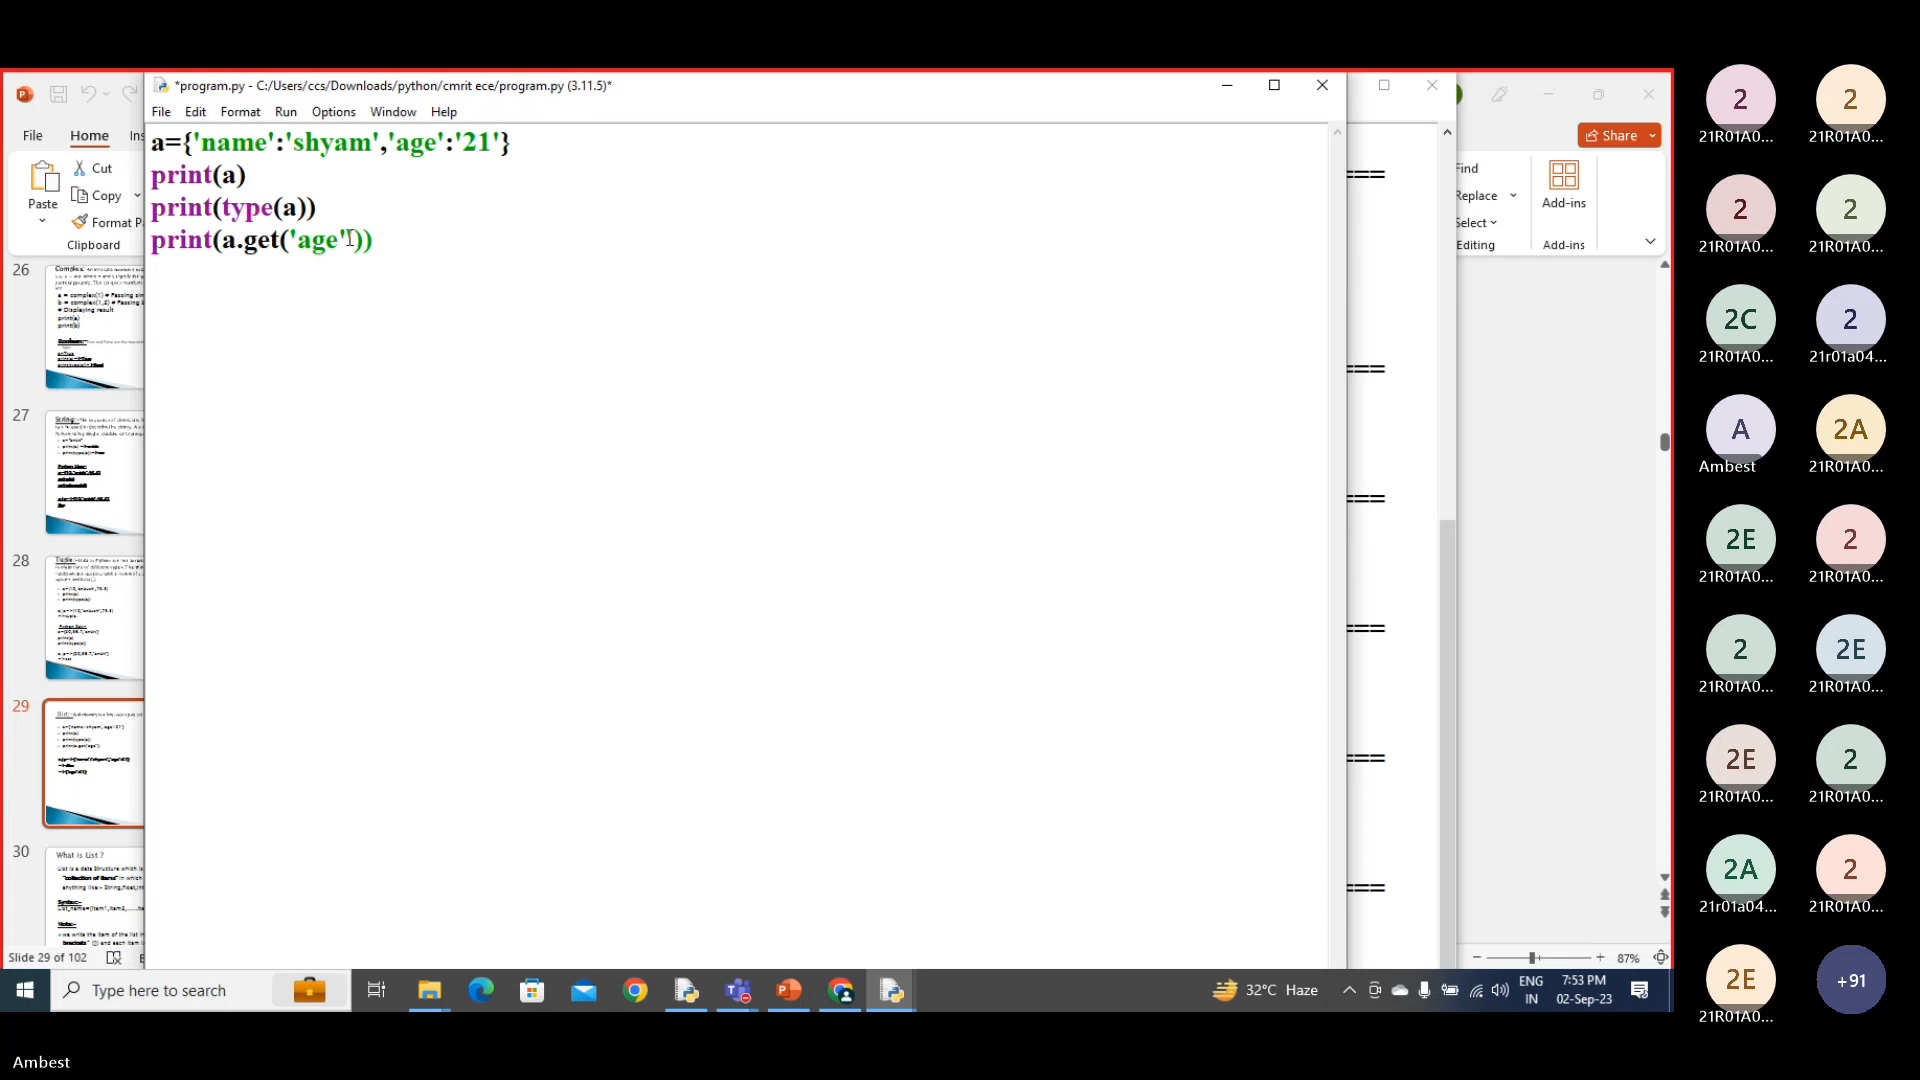 *program.py - C:/Users/ccs/Downloads/python/cmrit ece/program.py (3.11.5)*
File Edit Format Run Options Window Help
a={'name':'shyam','age':'21'}
print(a)
print(type(a))
print(a.get('age'))
File Home Ins
Cut
Paste
Copy
Format P
Clipboard
Share
Find
Replace
Select
Editing
Add-ins
Add-ins
===
===
===
===
===
===
26
27
28
29
30
What is List ?
Slide 29 of 102
87%
Type here to search
32°C Haze
ENG
IN
7:53 PM
02-Sep-23
2
21R01A0...
2
21R01A0...
2
21R01A0...
2
21R01A0...
2C
21R01A0...
2
21r01a04...
A
Ambest
2A
21R01A0...
2E
21R01A0...
2
21R01A0...
2
21R01A0...
2E
21R01A0...
2E
21R01A0...
2
21R01A0...
2A
21r01a04...
2
21R01A0...
2E
21R01A0...
+91
Ambest